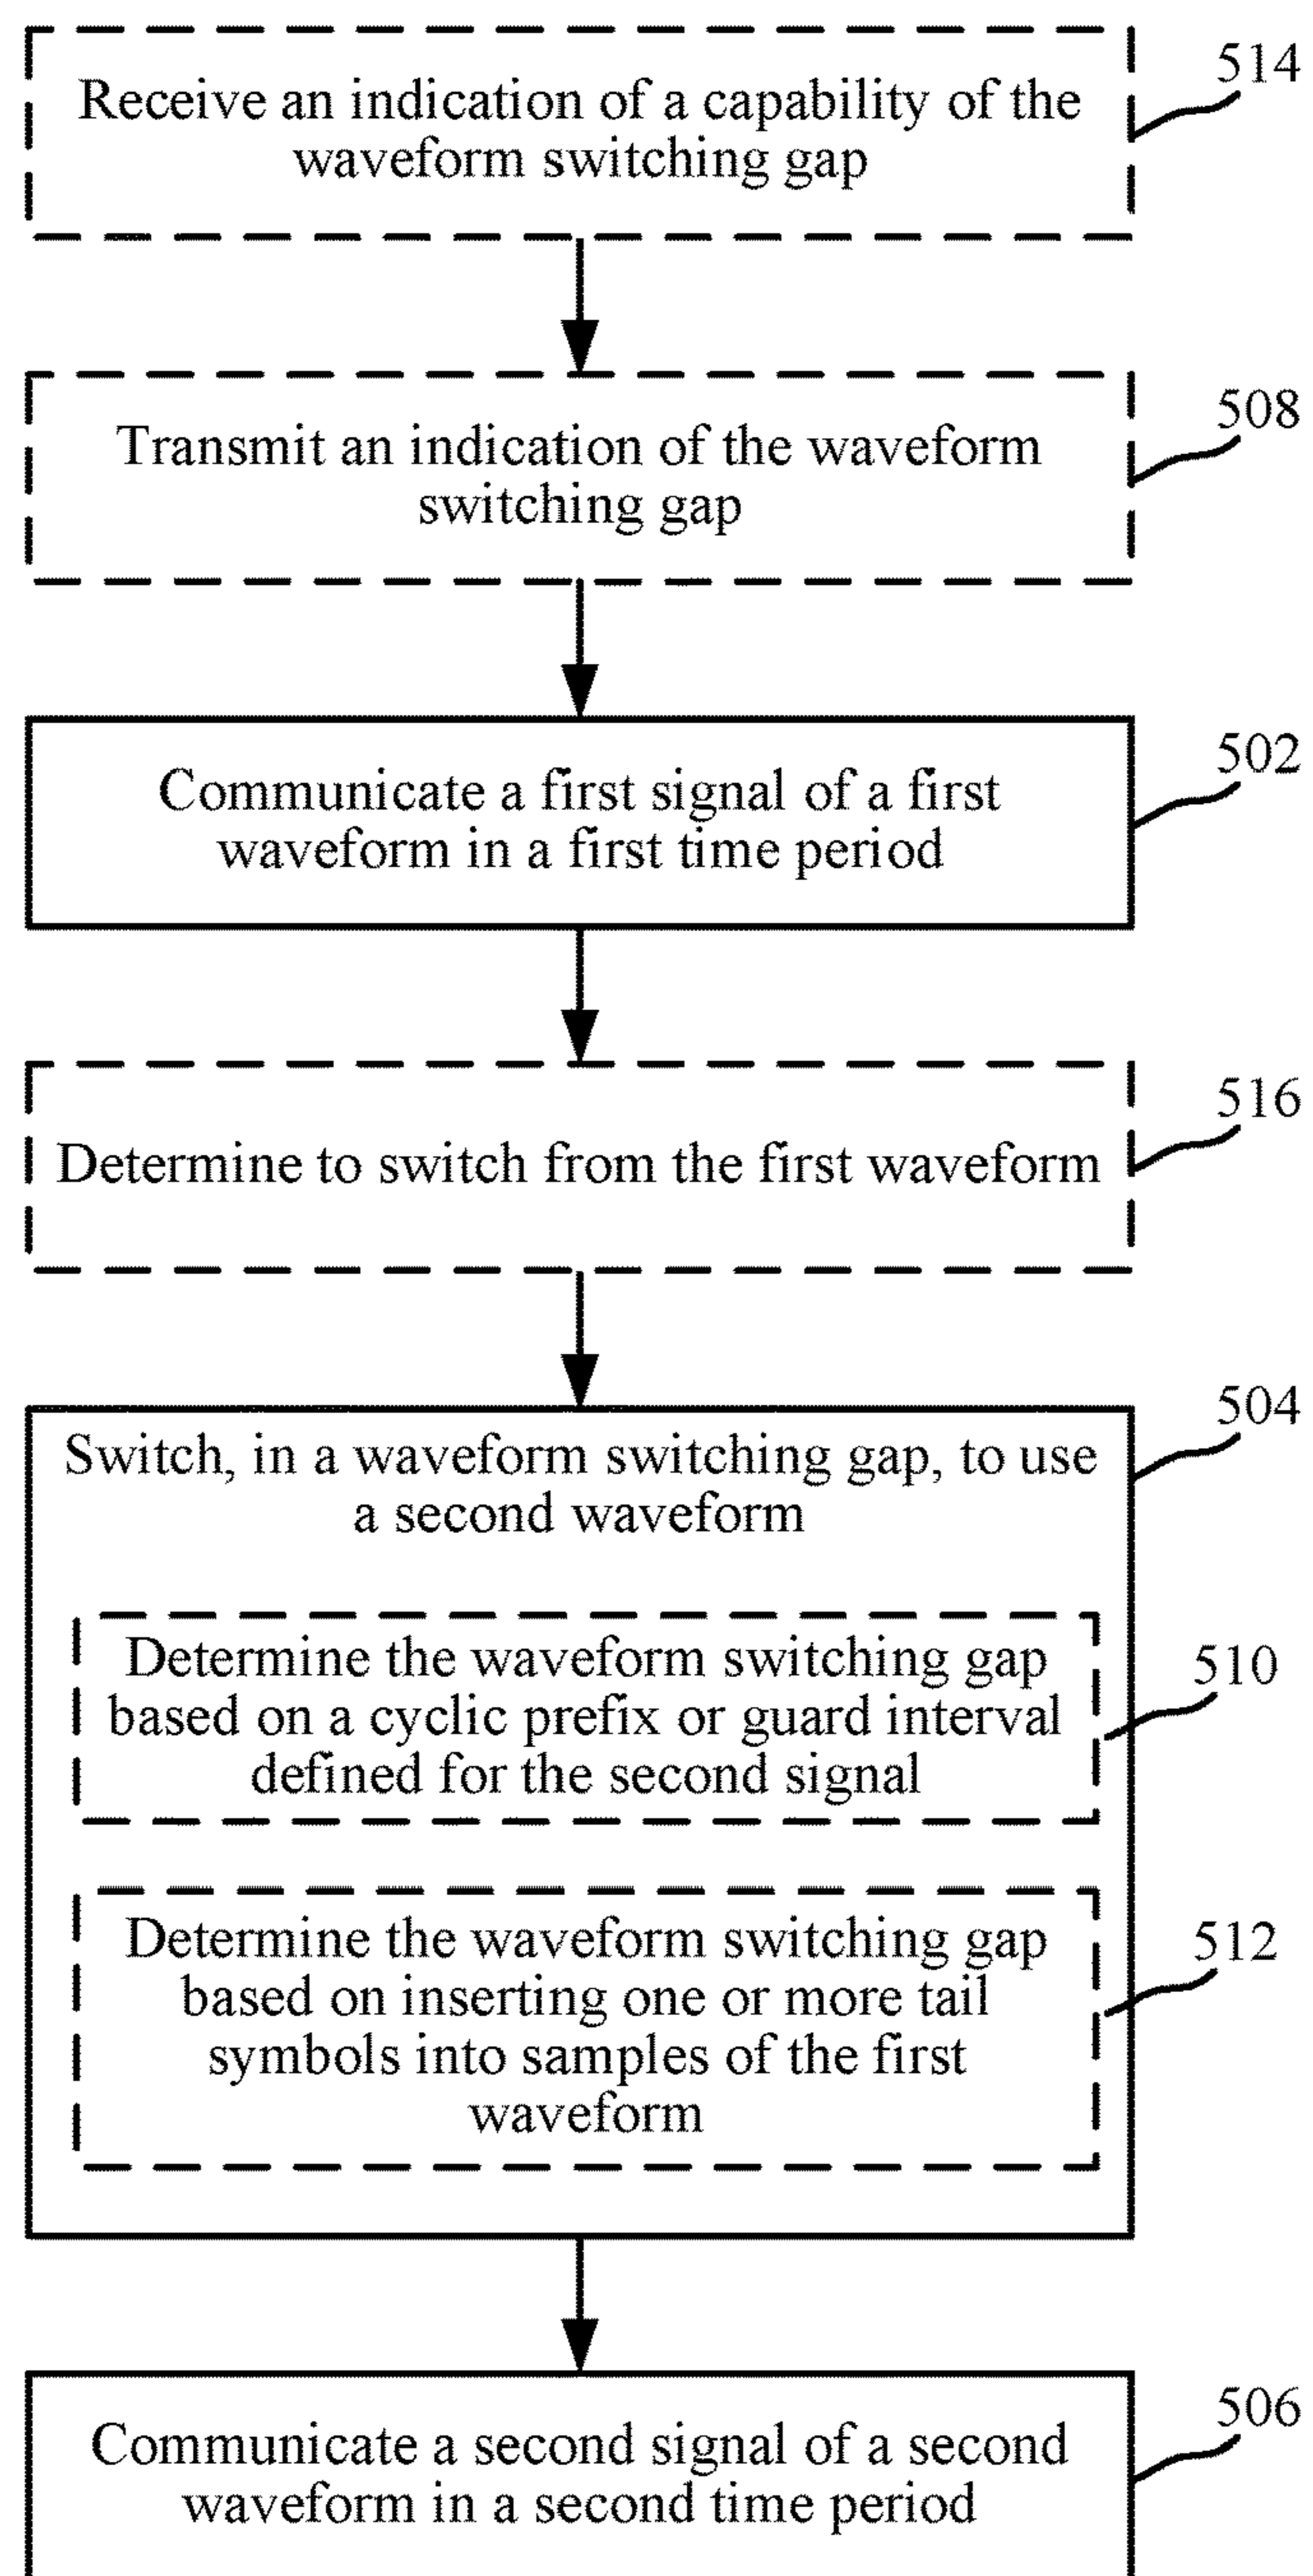 Receive an indication of a capability of the
waveform switching gap
514
Transmit an indication of the waveform
switching gap
508
Communicate a first signal of a first
waveform in a first time period
502
Determine to switch from the first waveform
516
Switch, in a waveform switching gap, to use
a second waveform
504
Determine the waveform switching gap
based on a cyclic prefix or guard interval
defined for the second signal
510
Determine the waveform switching gap
based on inserting one or more tail
symbols into samples of the first
waveform
512
Communicate a second signal of a second
waveform in a second time period
506